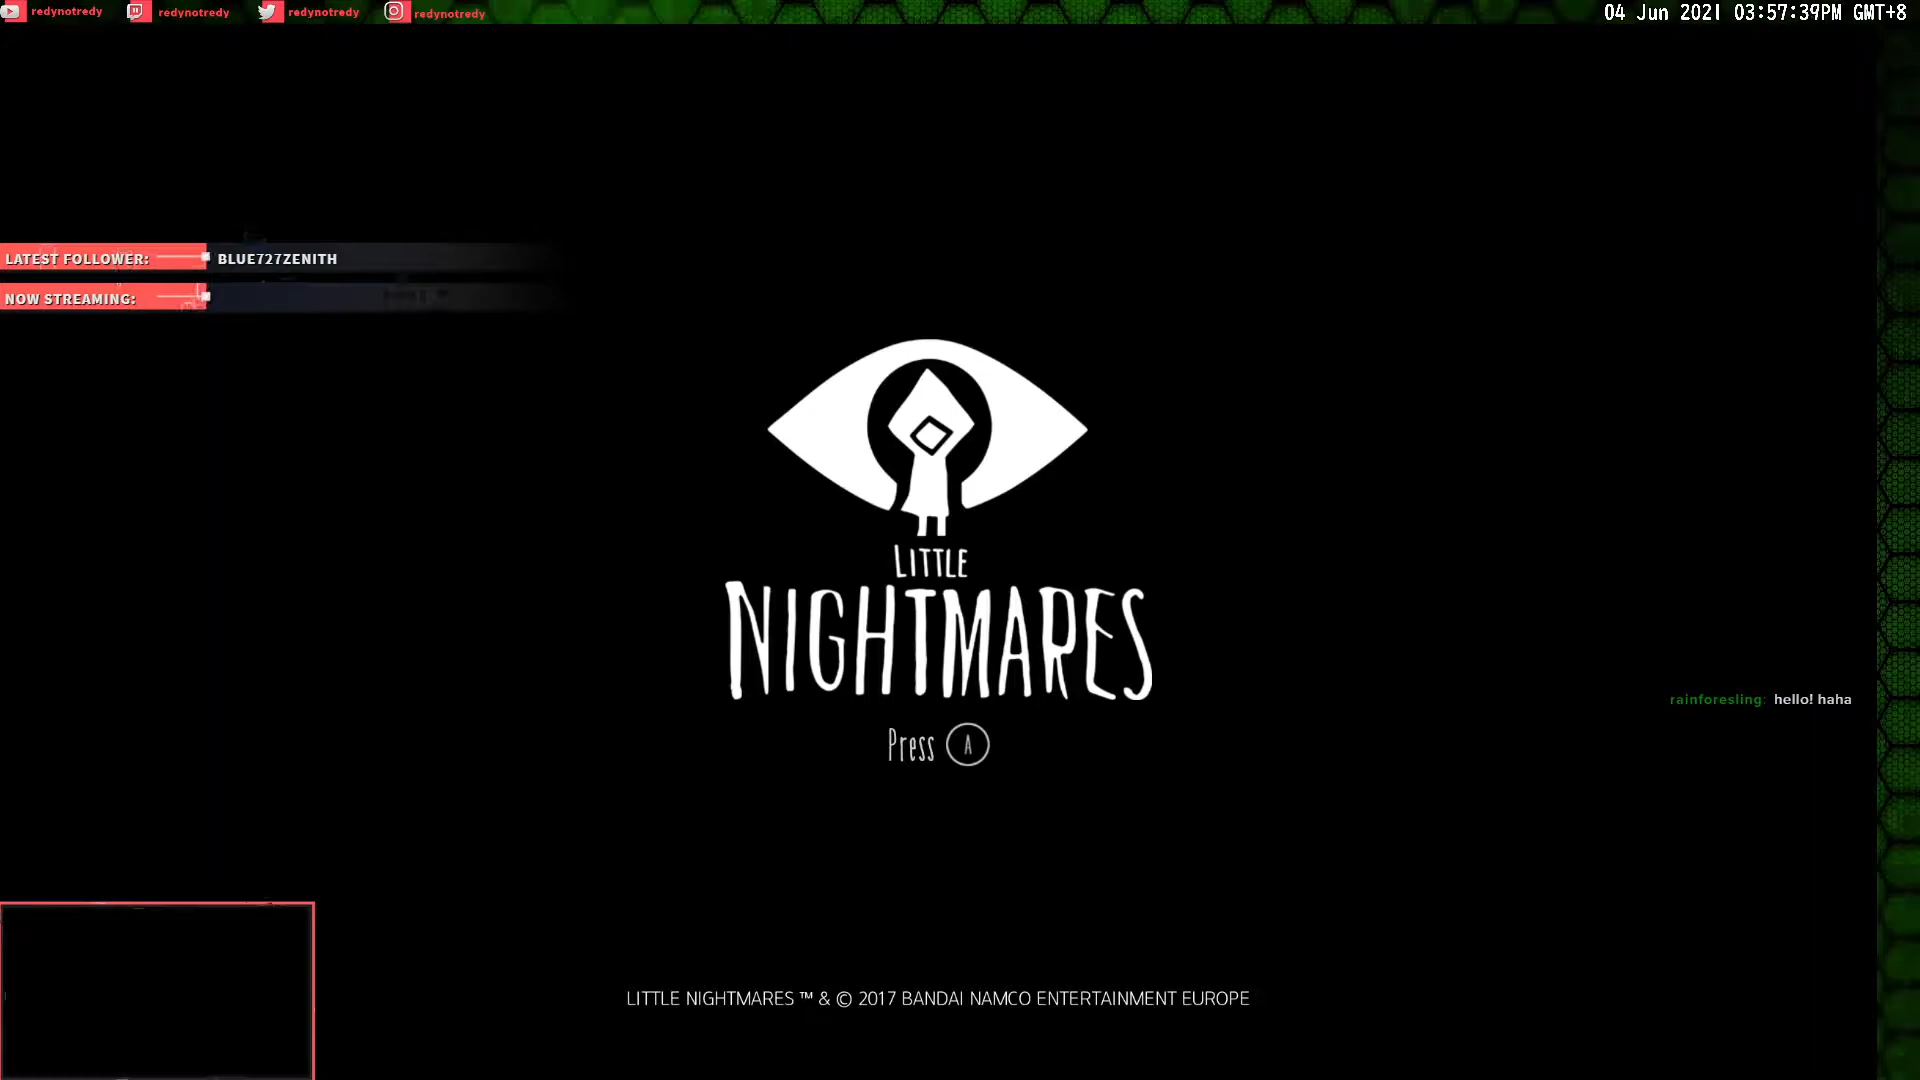 redynotredy redynotredy redynotredy redynotredy
04 Jun 2021 03:57:39PM GMT+8
LATEST FOLLOWER: BLUE727ZENITH
NOW STREAMING:
LITTLE
NIGHTMARES
Press A
rainforesling: hello! haha
LITTLE NIGHTMARES ™ & © 2017 BANDAI NAMCO ENTERTAINMENT EUROPE